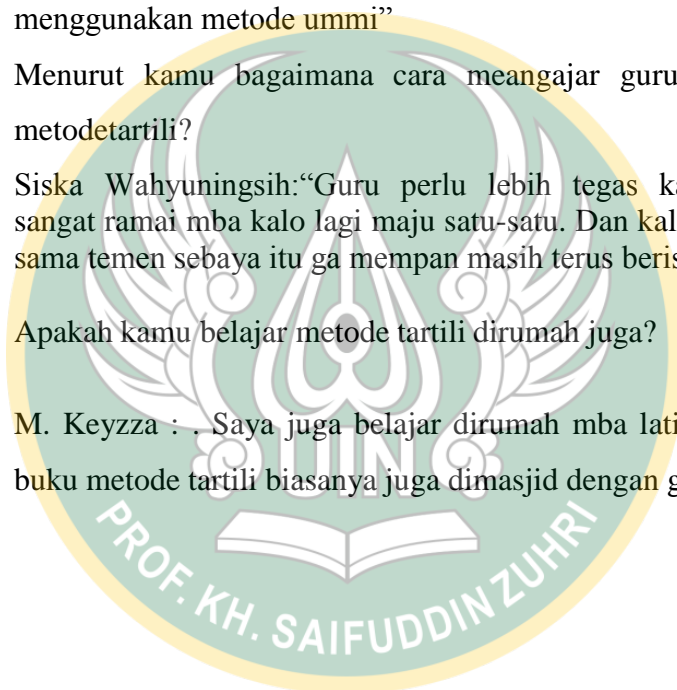 menggunakan metode ummi”
Menurut kamu bagaimana cara meangajar guru
metodetartili?
Siska Wahyuningsih:“Guru perlu lebih tegas
sangat ramai mba kalo lagi maju satu-satu. Dan
sama temen sebaya itu ga mempan masih terus
Apakah kamu belajar metode tartili dirumah juga?
M. Keyzza : . Saya juga belajar dirumah mba
buku metode tartili biasanya juga dimasjid dengan
UIN
PROF. KH. SAIFUDDIN ZUHRI